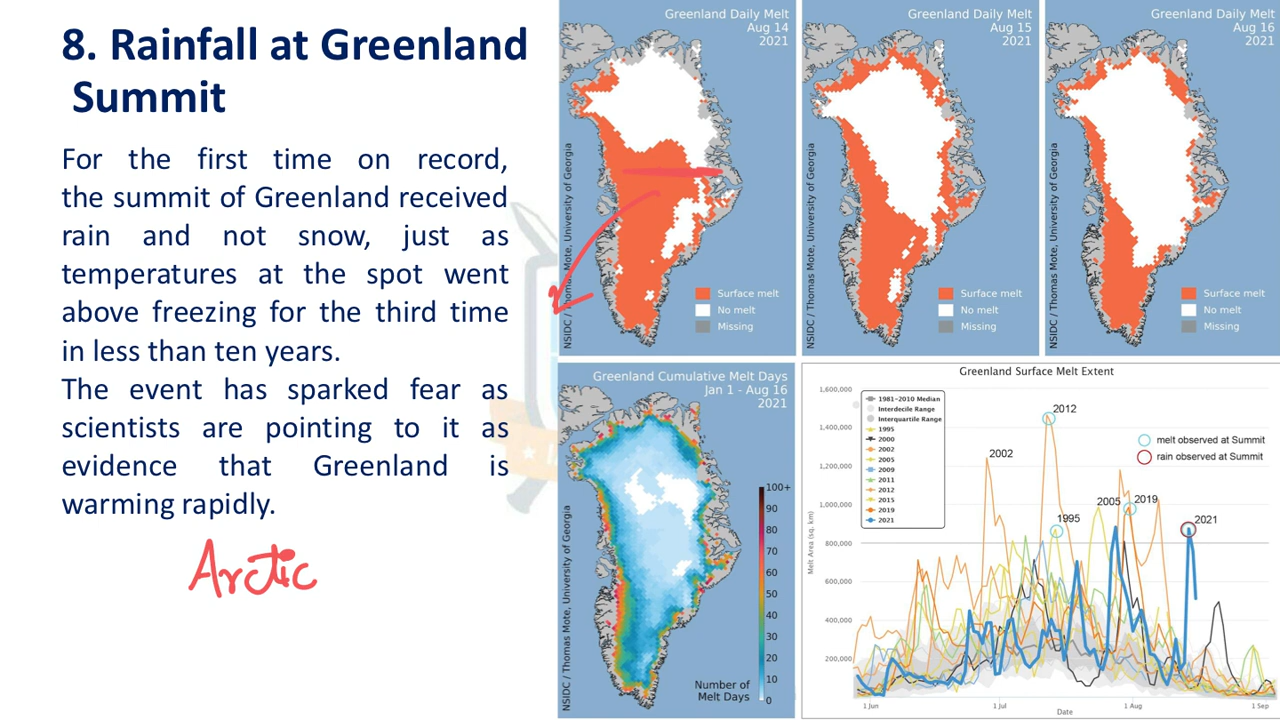 8. Rainfall at Greenland
Summit
For the first time on record,
the summit of Greenland received
rain and not snow, just as
temperatures at the spot went
above freezing for the third time
in less than ten years.
The event has sparked fear as
scientists are pointing to it as
evidence that Greenland is
warming rapidly.
Arctic
Greenland Daily Melt
Aug 14
2021
NSIDC / Thomas Mote, University of Georgia
Surface melt
No melt
Missing
Greenland Daily Melt
Aug 15
2021
NSIDC / Thomas Mote, University of Georgia
Surface melt
No melt
Missing
Greenland Daily Melt
Aug 16
2021
NSIDC / Thomas Mote, University of Georgia
Surface melt
No melt
Missing
Greenland Cumulative Melt Days
Jan 1 - Aug 16
2021
NSIDC / Thomas Mote, University of Georgia
100+
90
80
70
60
50
40
30
20
10
0
Number of
Melt Days
Greenland Surface Melt Extent
1,600,000
1,400,000
1,200,000
1,000,000
800,000
600,000
400,000
200,000
Melt Area (sq. km)
1981-2010 Median
Interdecile Range
Interquartile Range
1995
2000
2002
2005
2009
2011
2012
2015
2019
2021
2012
melt observed at Summit
rain observed at Summit
2002
2005
2019
1995
2021
1 Jun
1 Jul
1 Aug
1 Sep
Date